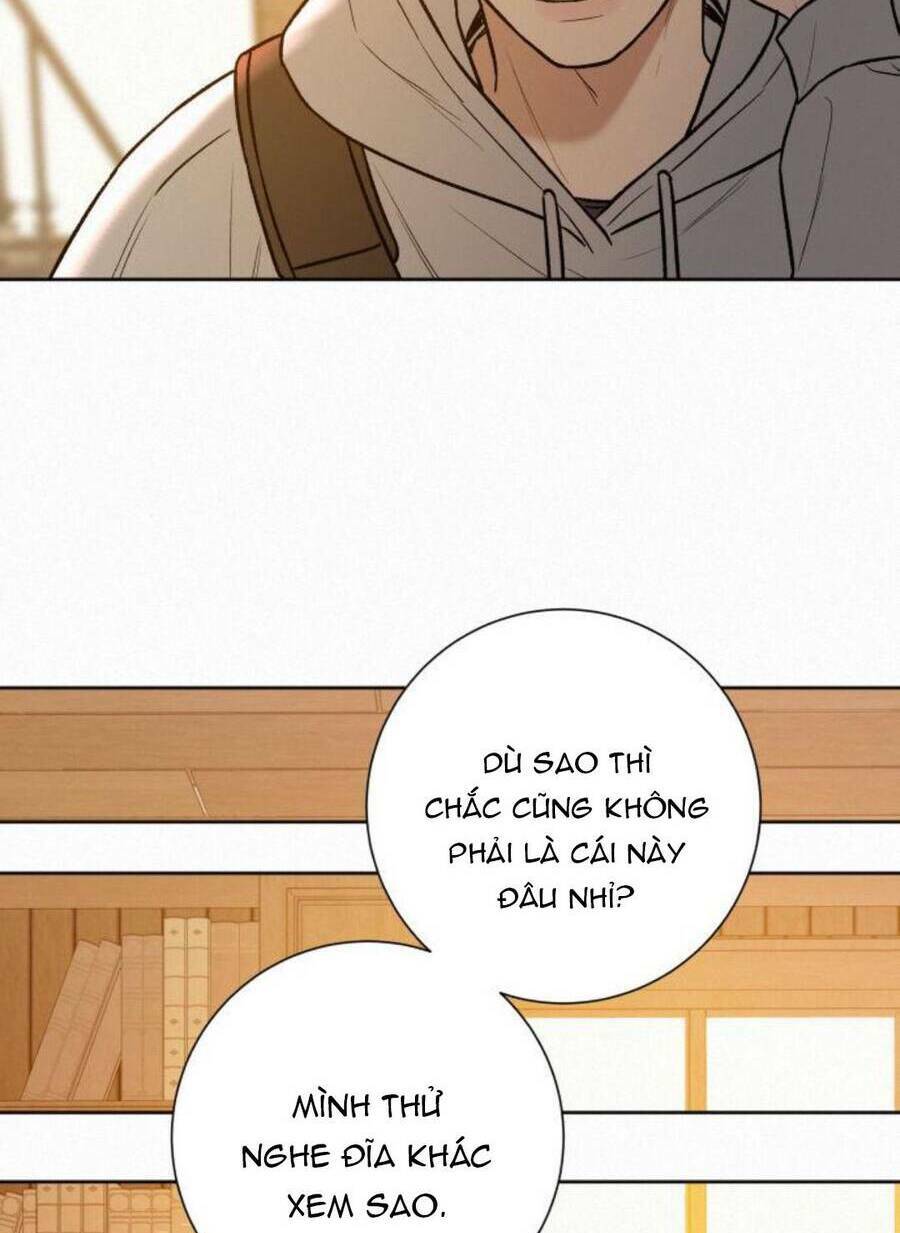 DÙ SAO THÌ
CHẮC CŨNG KHÔNG
PHẢI LÀ CÁI NÀY
ĐÂU NHỈ?
MÌNH THỬ
NGHE ĐĨA KHÁC
XEM SAO.